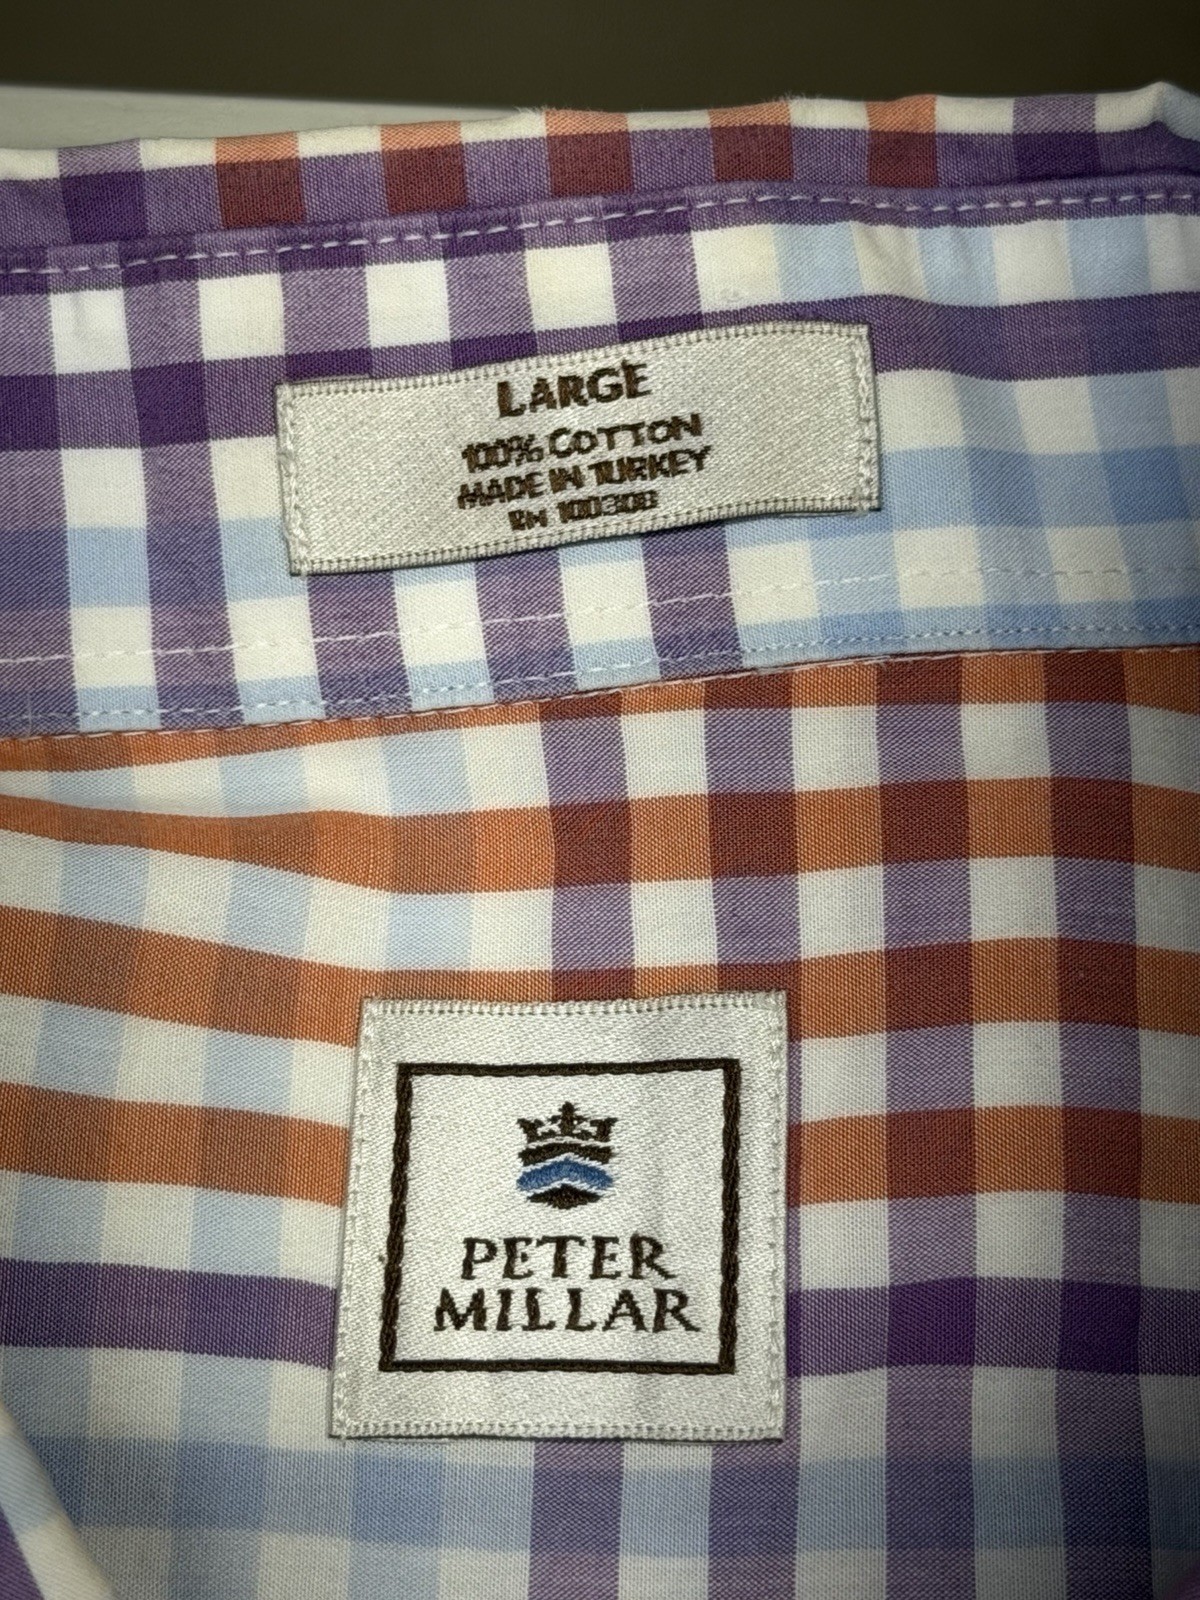 LARGE
100% COTTON
MADE IN TURKEY
RN 100308
PETER
MILLAR